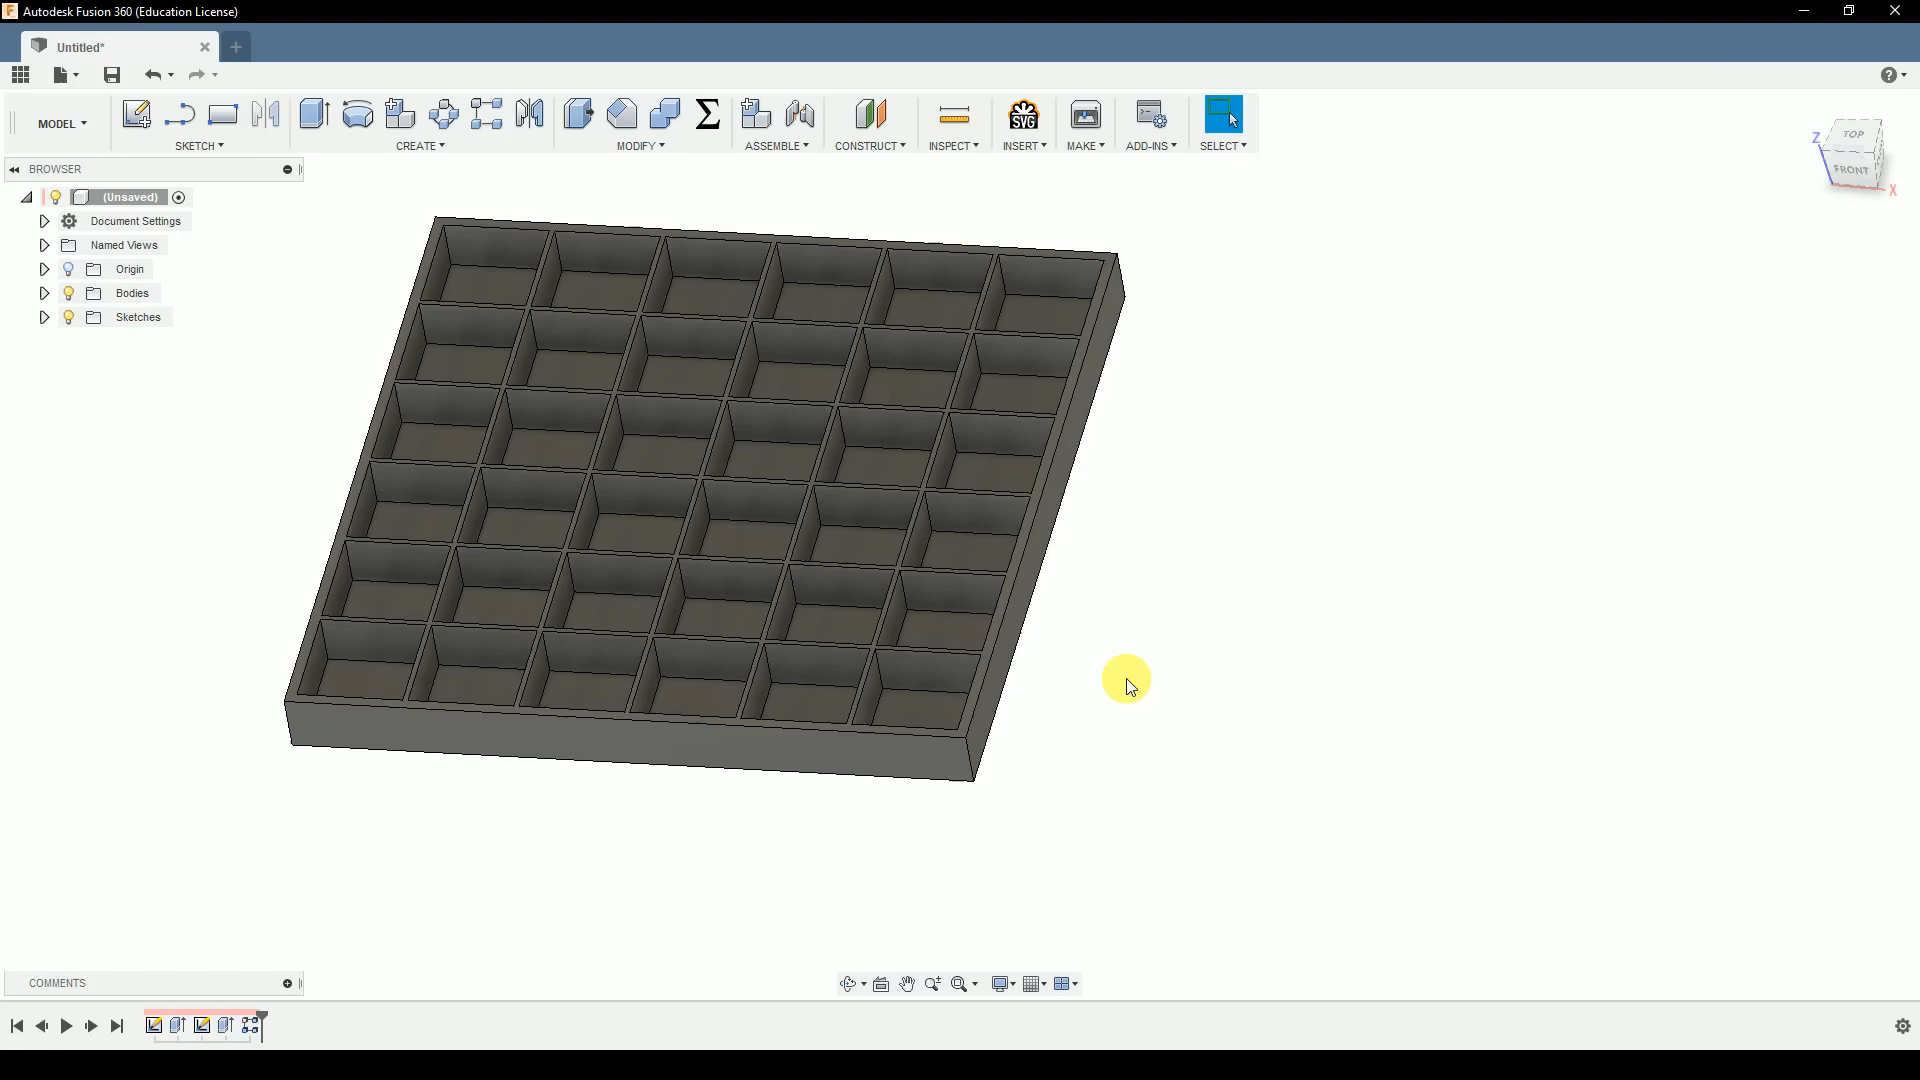 Autodesk Fusion 360 (Education License)
Untitled*
MODEL
SKETCH
CREATE
MODIFY
ASSEMBLE
CONSTRUCT
INSPECT
SVG
INSERT
MAKE
ADD-INS
SELECT
TOP
FRONT
Z
X
BROWSER
(Unsaved)
Document Settings
Named Views
Origin
Bodies
Sketches
COMMENTS